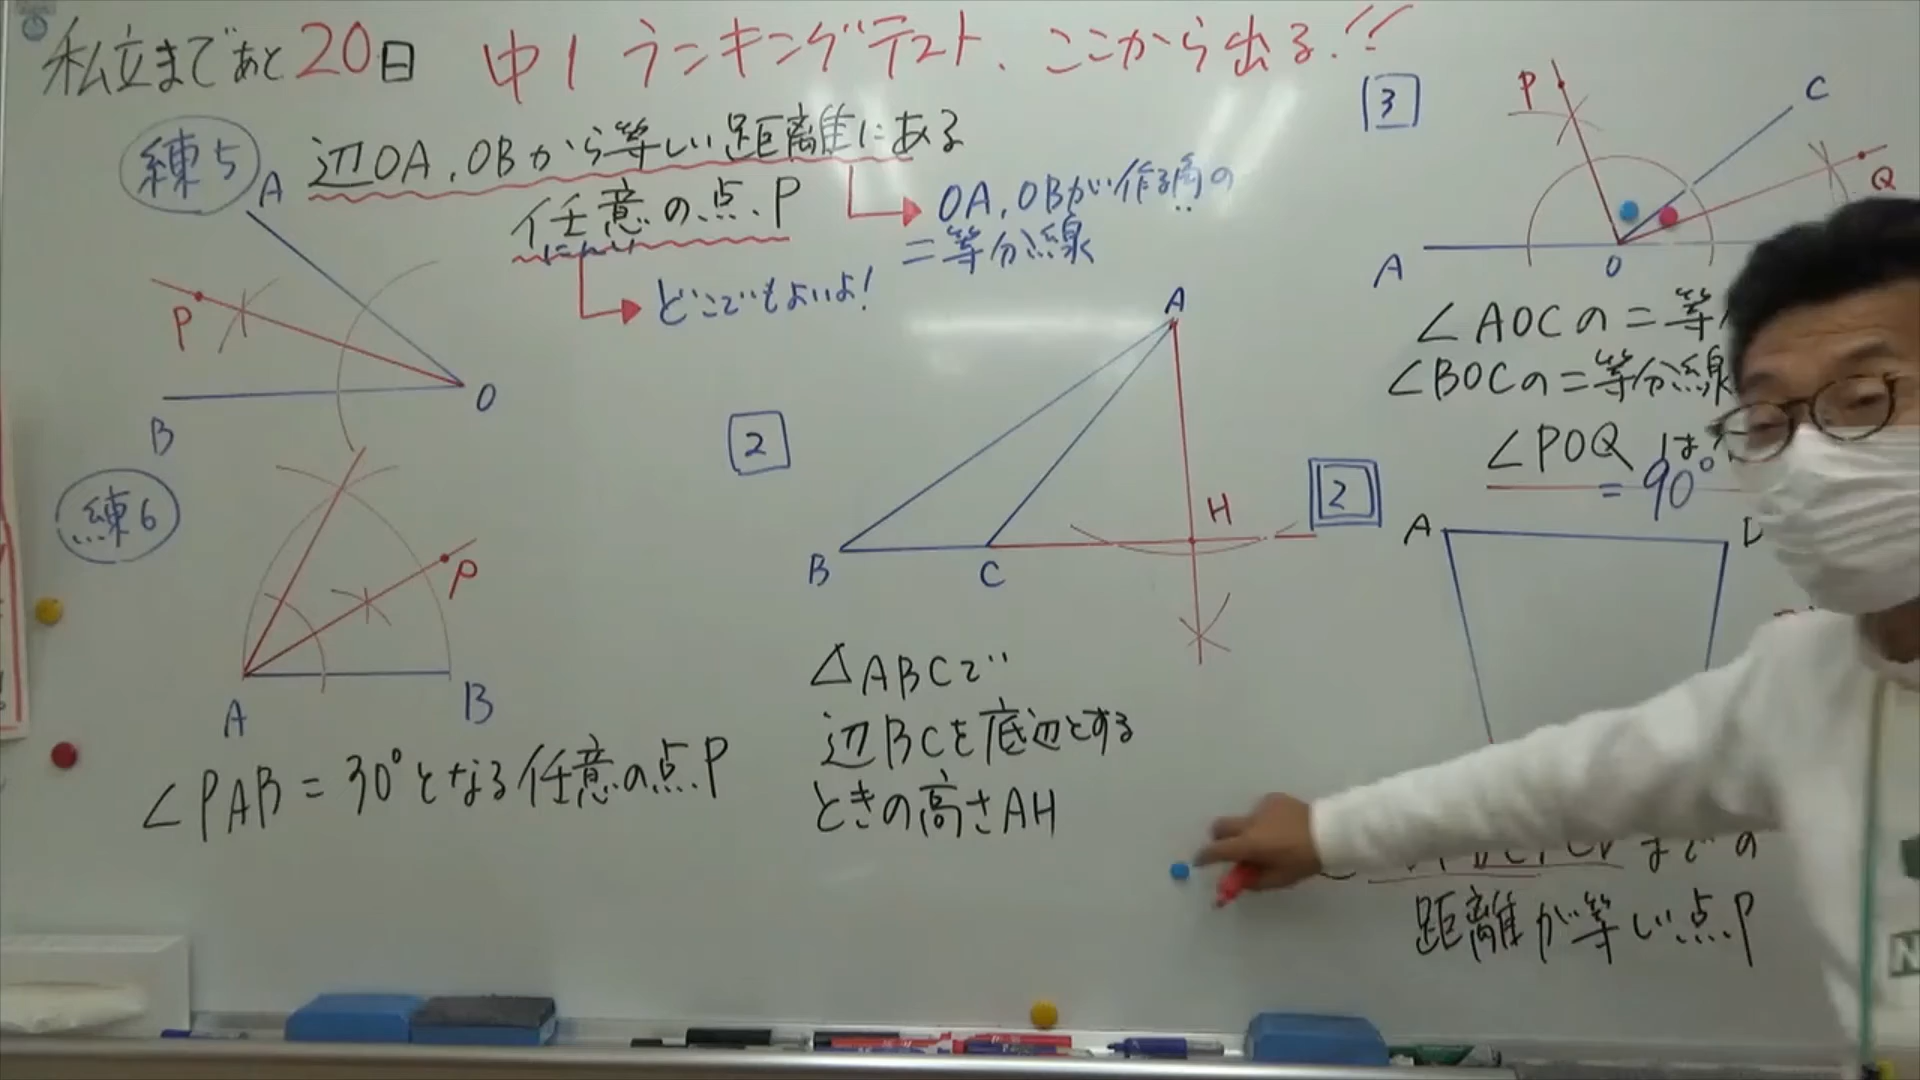 私立まであと20日 中1 ランキングテスト、ここから出る!!
練5
辺OA,OBから等しい距離にある
任意の点P
にんい
OA,OBが作る角の
二等分線
どこでもよいよ!
A
P
B
O
練6
P
A
B
∠PAB=30°となる任意の点P
2
A
B
C
H
△ABCで
辺BCを底辺とする
ときの高さAH
3
P
C
Q
A
O
∠AOCの二等
∠BOCの二等分線
∠POQは
=90°
2
A
までの
距離が等しい点P
N